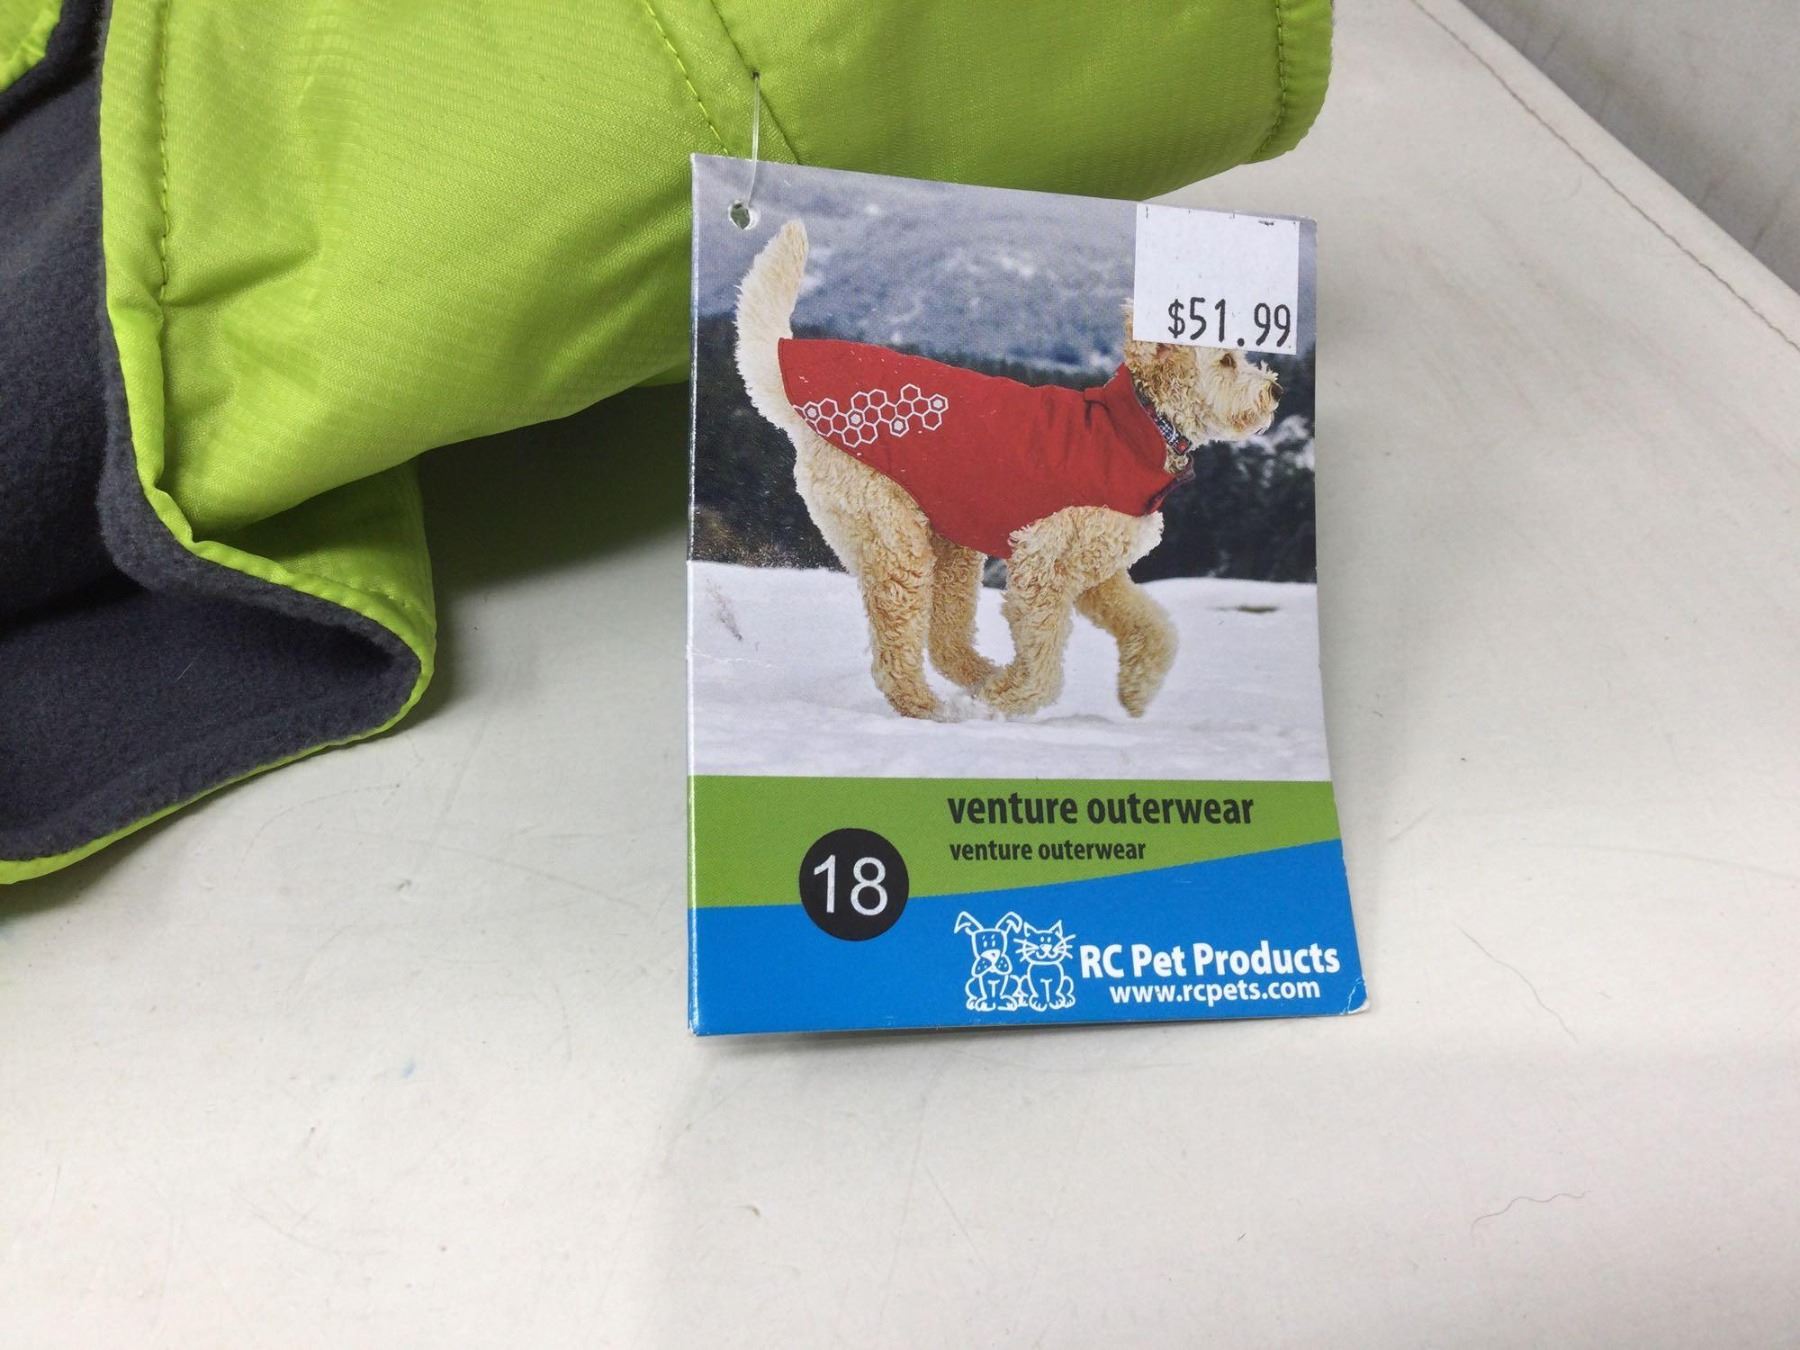 $51.99
venture outerwear
venture outerwear
18
RC Pet Products
www.rcpets.com